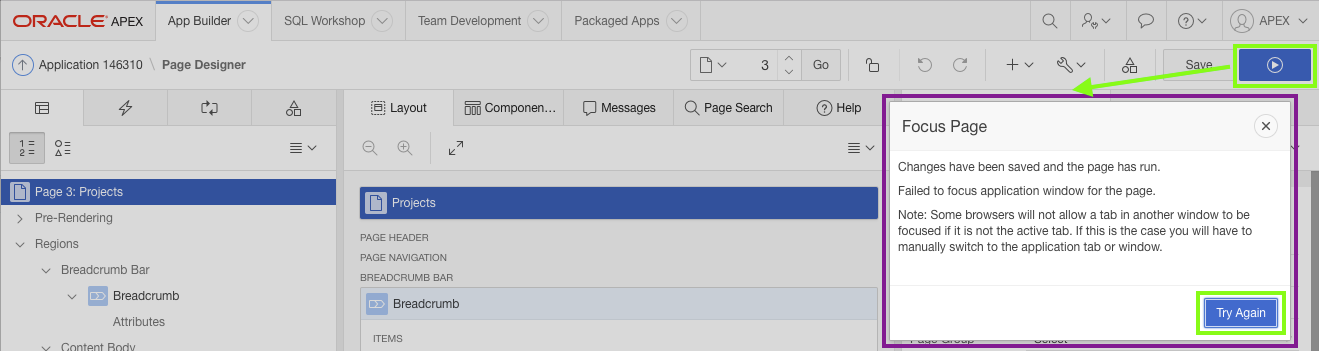 ORACLE APEX App Builder SQL Workshop Team Development Packaged Apps APEX
Application 146310 \ Page Designer 3 Go Save
Layout Componen… Messages Page Search Help
Page 3: Projects
Pre-Rendering
Regions
Breadcrumb Bar
Breadcrumb
Attributes
Content Body
Projects
PAGE HEADER
PAGE NAVIGATION
BREADCRUMB BAR
Breadcrumb
ITEMS
Focus Page
Changes have been saved and the page has run.
Failed to focus application window for the page.
Note: Some browsers will not allow a tab in another window to be
focused if it is not the active tab. If this is the case you will have to
manually switch to the application tab or window.
Try Again
Page Group